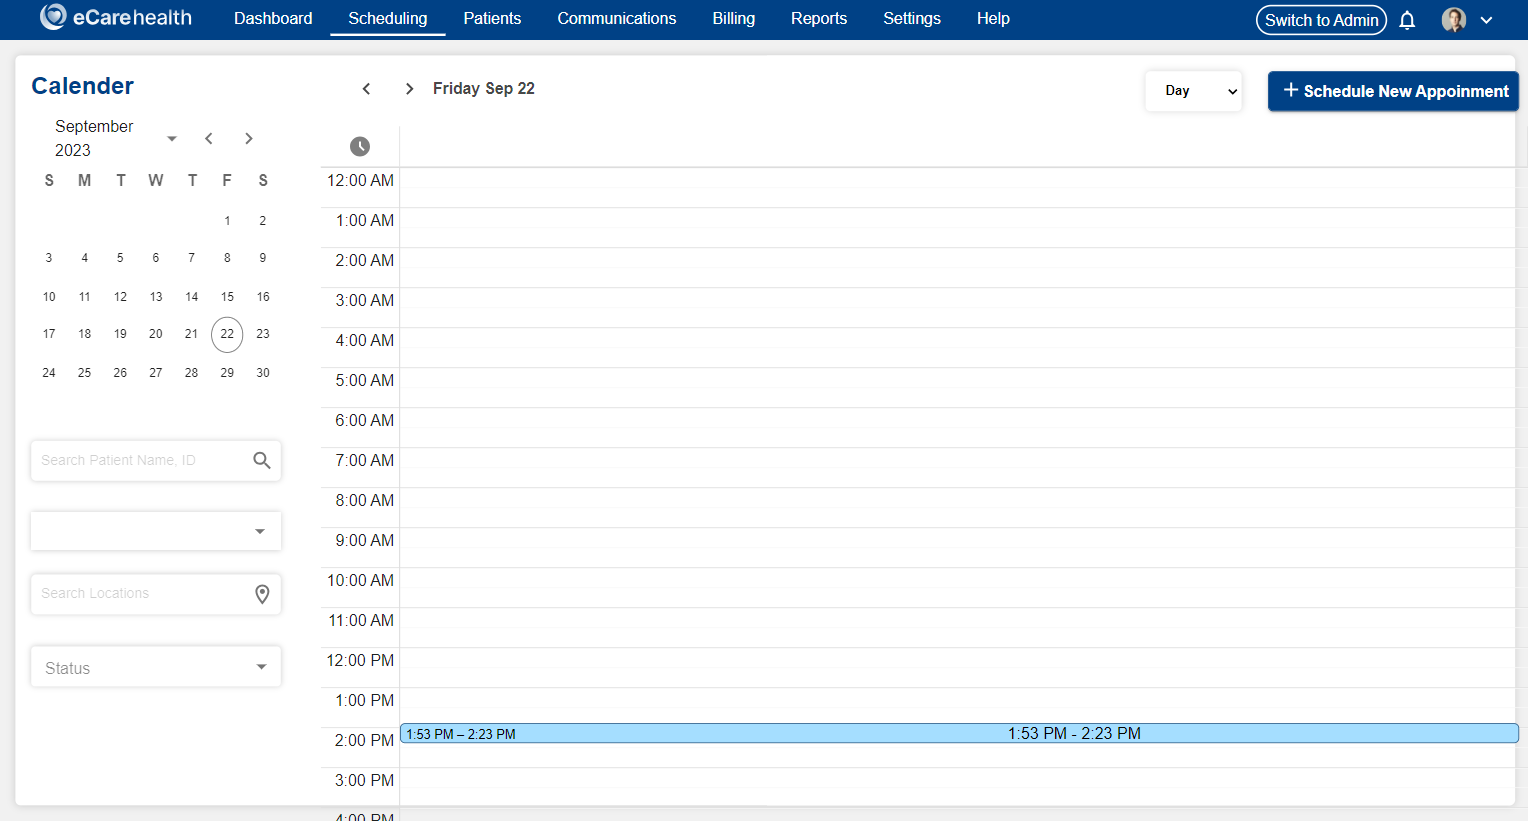 eCarehealth
Dashboard
Scheduling
Patients
Communications
Billing
Reports
Settings
Help
Switch to Admin
Calender
September
2023
S M T W T F S
1 2
3 4 5 6 7 8 9
10 11 12 13 14 15 16
17 18 19 20 21 22 23
24 25 26 27 28 29 30
Search Patient Name, ID
Search Locations
Status
Friday Sep 22
Day
+ Schedule New Appoinment
12:00 AM
1:00 AM
2:00 AM
3:00 AM
4:00 AM
5:00 AM
6:00 AM
7:00 AM
8:00 AM
9:00 AM
10:00 AM
11:00 AM
12:00 PM
1:00 PM
1:53 PM – 2:23 PM 1:53 PM - 2:23 PM
2:00 PM
3:00 PM
4:00 PM